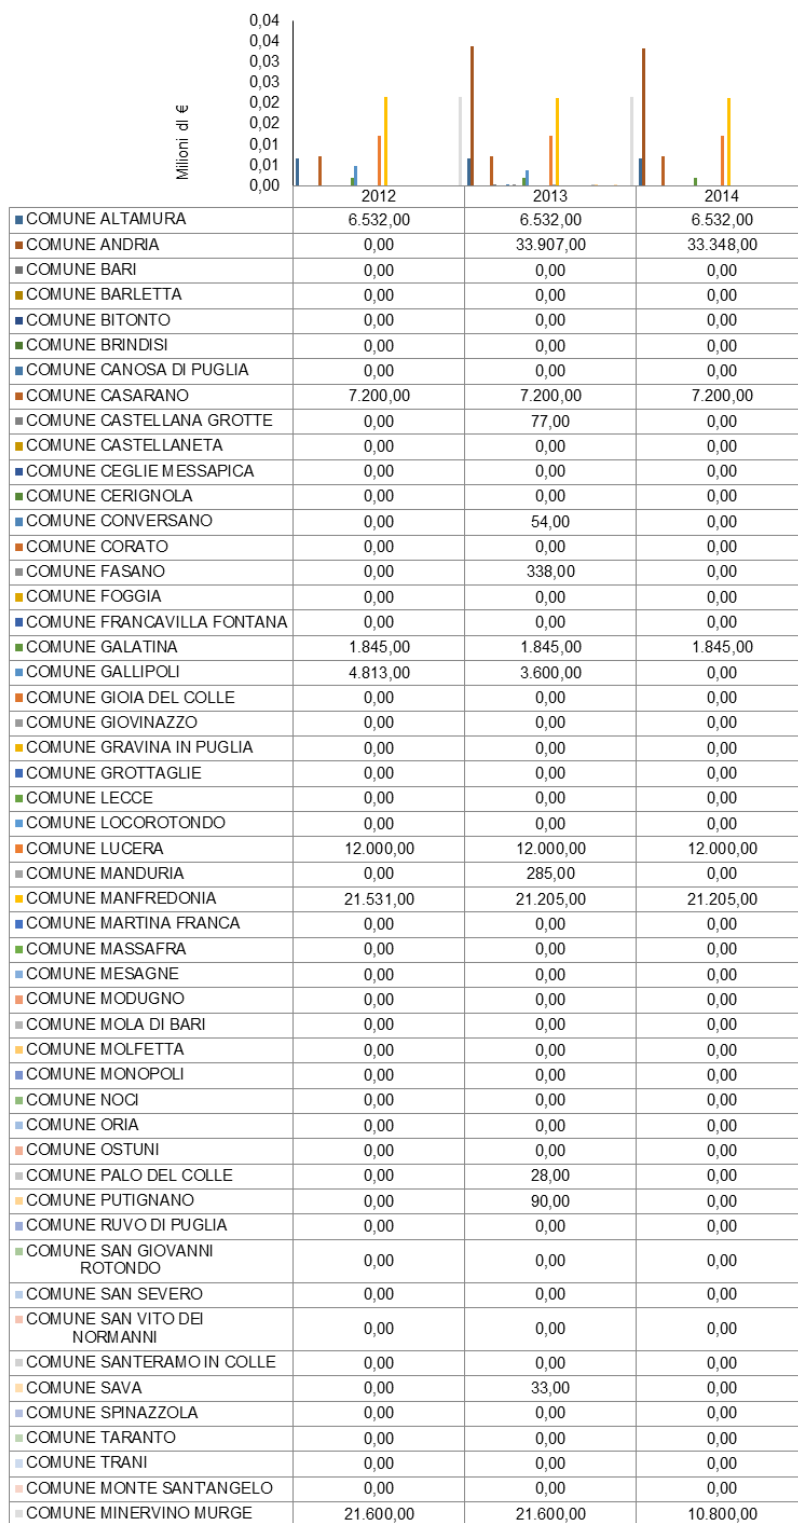 0,04
0,04
0,03
0,03
0,02
0,02
0,01
0,01
0,00
Milioni di €
2012 2013 2014
COMUNE ALTAMURA 6.532,00 6.532,00 6.532,00
COMUNE ANDRIA 0,00 33.907,00 33.348,00
COMUNE BARI 0,00 0,00 0,00
COMUNE BARLETTA 0,00 0,00 0,00
COMUNE BITONTO 0,00 0,00 0,00
COMUNE BRINDISI 0,00 0,00 0,00
COMUNE CANOSA DI PUGLIA 0,00 0,00 0,00
COMUNE CASARANO 7.200,00 7.200,00 7.200,00
COMUNE CASTELLANA GROTTE 0,00 77,00 0,00
COMUNE CASTELLANETA 0,00 0,00 0,00
COMUNE CEGLIE MESSAPICA 0,00 0,00 0,00
COMUNE CERIGNOLA 0,00 0,00 0,00
COMUNE CONVERSANO 0,00 54,00 0,00
COMUNE CORATO 0,00 0,00 0,00
COMUNE FASANO 0,00 338,00 0,00
COMUNE FOGGIA 0,00 0,00 0,00
COMUNE FRANCAVILLA FONTANA 0,00 0,00 0,00
COMUNE GALATINA 1.845,00 1.845,00 1.845,00
COMUNE GALLIPOLI 4.813,00 3.600,00 0,00
COMUNE GIOIA DEL COLLE 0,00 0,00 0,00
COMUNE GIOVINAZZO 0,00 0,00 0,00
COMUNE GRAVINA IN PUGLIA 0,00 0,00 0,00
COMUNE GROTTAGLIE 0,00 0,00 0,00
COMUNE LECCE 0,00 0,00 0,00
COMUNE LOCOROTONDO 0,00 0,00 0,00
COMUNE LUCERA 12.000,00 12.000,00 12.000,00
COMUNE MANDURIA 0,00 285,00 0,00
COMUNE MANFREDONIA 21.531,00 21.205,00 21.205,00
COMUNE MARTINA FRANCA 0,00 0,00 0,00
COMUNE MASSAFRA 0,00 0,00 0,00
COMUNE MESAGNE 0,00 0,00 0,00
COMUNE MODUGNO 0,00 0,00 0,00
COMUNE MOLA DI BARI 0,00 0,00 0,00
COMUNE MOLFETTA 0,00 0,00 0,00
COMUNE MONOPOLI 0,00 0,00 0,00
COMUNE NOCI 0,00 0,00 0,00
COMUNE ORIA 0,00 0,00 0,00
COMUNE OSTUNI 0,00 0,00 0,00
COMUNE PALO DEL COLLE 0,00 28,00 0,00
COMUNE PUTIGNANO 0,00 90,00 0,00
COMUNE RUVO DI PUGLIA 0,00 0,00 0,00
COMUNE SAN GIOVANNI
ROTONDO 0,00 0,00 0,00
COMUNE SAN SEVERO 0,00 0,00 0,00
COMUNE SAN VITO DEI
NORMANNI 0,00 0,00 0,00
COMUNE SANTERAMO IN COLLE 0,00 0,00 0,00
COMUNE SAVA 0,00 33,00 0,00
COMUNE SPINAZZOLA 0,00 0,00 0,00
COMUNE TARANTO 0,00 0,00 0,00
COMUNE TRANI 0,00 0,00 0,00
COMUNE MONTE SANT'ANGELO 0,00 0,00 0,00
COMUNE MINERVINO MURGE 21.600,00 21.600,00 10.800,00